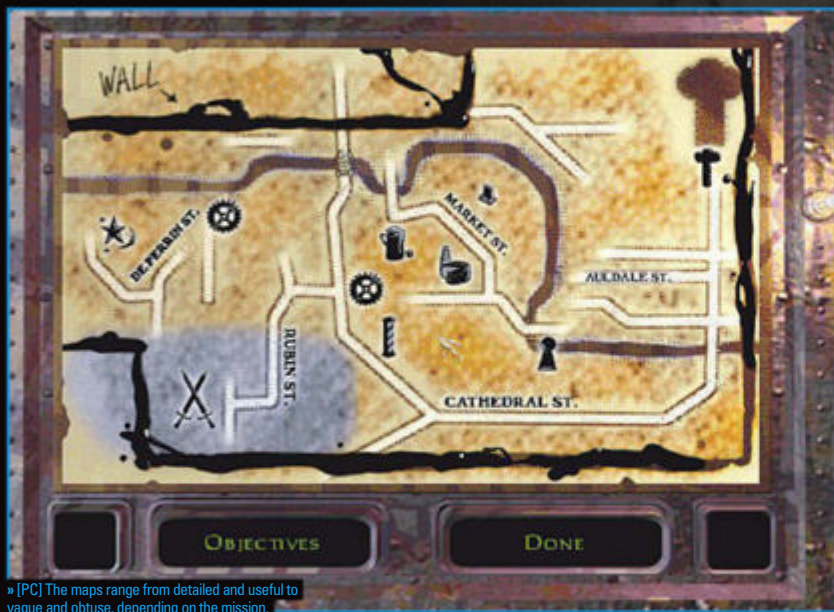 WALL
DE PERRIN ST.
MARKET ST.
AULDALE ST.
RUBIN ST.
CATHEDRAL ST.
OBJECTIVES
DONE
» [PC] The maps range from detailed and useful to
vague and obtuse, depending on the mission.